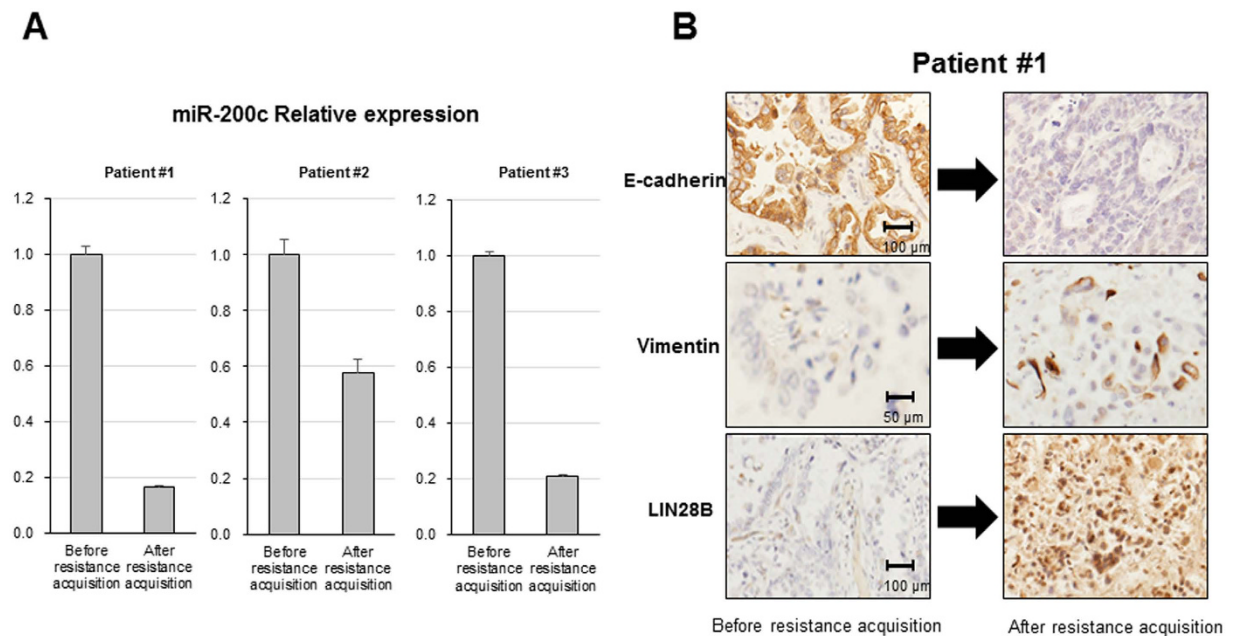 A
miR-200c Relative expression
Patient #1
1.2
1.0
0.8
0.6
0.4
0.2
0.0
Before resistance acquisition
After resistance acquisition
Patient #2
1.2
1.0
0.8
0.6
0.4
0.2
0.0
Before resistance acquisition
After resistance acquisition
Patient #3
1.2
1.0
0.8
0.6
0.4
0.2
0.0
Before resistance acquisition
After resistance acquisition
B
Patient #1
E-cadherin
100 µm
Vimentin
50 µm
LIN28B
100 µm
Before resistance acquisition
After resistance acquisition